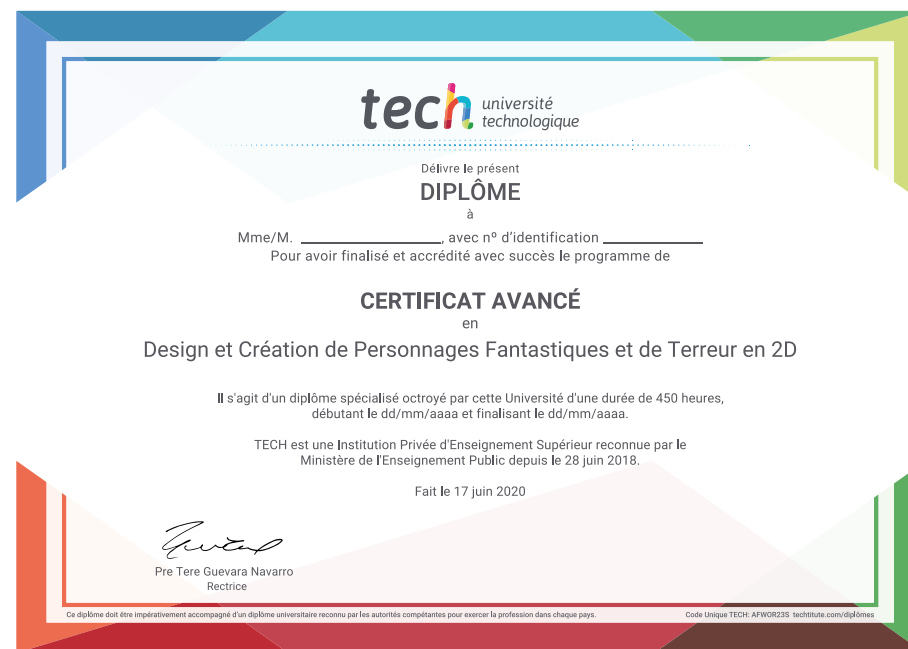 tech université
technologique
Délivre le présent
DIPLÔME
à
Mme/M. ____________________, avec nº d'identification ______________
Pour avoir finalisé et accrédité avec succès le programme de
CERTIFICAT AVANCÉ
en
Design et Création de Personnages Fantastiques et de Terreur en 2D
Il s'agit d'un diplôme spécialisé octroyé par cette Université d'une durée de 450 heures,
débutant le dd/mm/aaaa et finalisant le dd/mm/aaaa.
TECH est une Institution Privée d'Enseignement Supérieur reconnue par le
Ministère de l'Enseignement Public depuis le 28 juin 2018.
Fait le 17 juin 2020
Pre Tere Guevara Navarro
Rectrice
Ce diplôme doit être impérativement accompagné d'un diplôme universitaire reconnu par les autorités compétantes pour exercer la profession dans chaque pays.
Code Unique TECH: AFWOR23S techtitute.com/diplômes